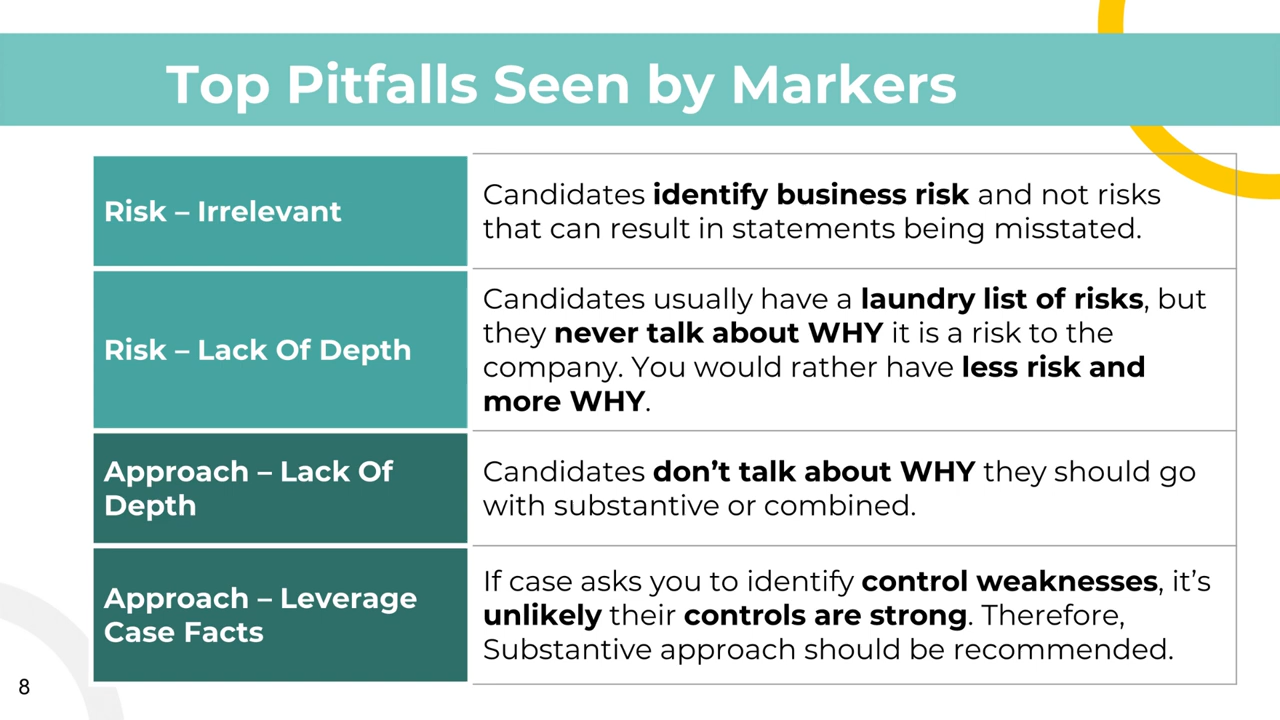 Top Pitfalls Seen by Markers
Risk – Irrelevant
Candidates identify business risk and not risks
that can result in statements being misstated.
Risk – Lack Of Depth
Candidates usually have a laundry list of risks, but
they never talk about WHY it is a risk to the
company. You would rather have less risk and
more WHY.
Approach – Lack Of
Depth
Candidates don’t talk about WHY they should go
with substantive or combined.
Approach – Leverage
Case Facts
If case asks you to identify control weaknesses, it’s
unlikely their controls are strong. Therefore,
Substantive approach should be recommended.
8